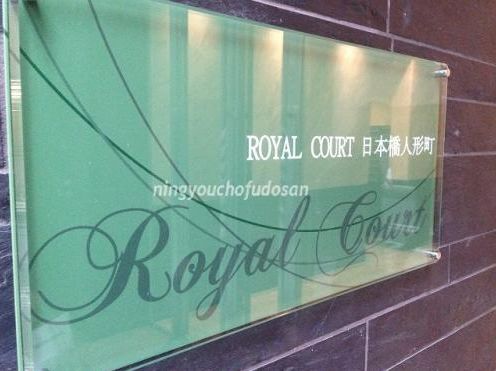 ROYAL COURT 日本橋人形町
ningyouchofudosan
Royal Court